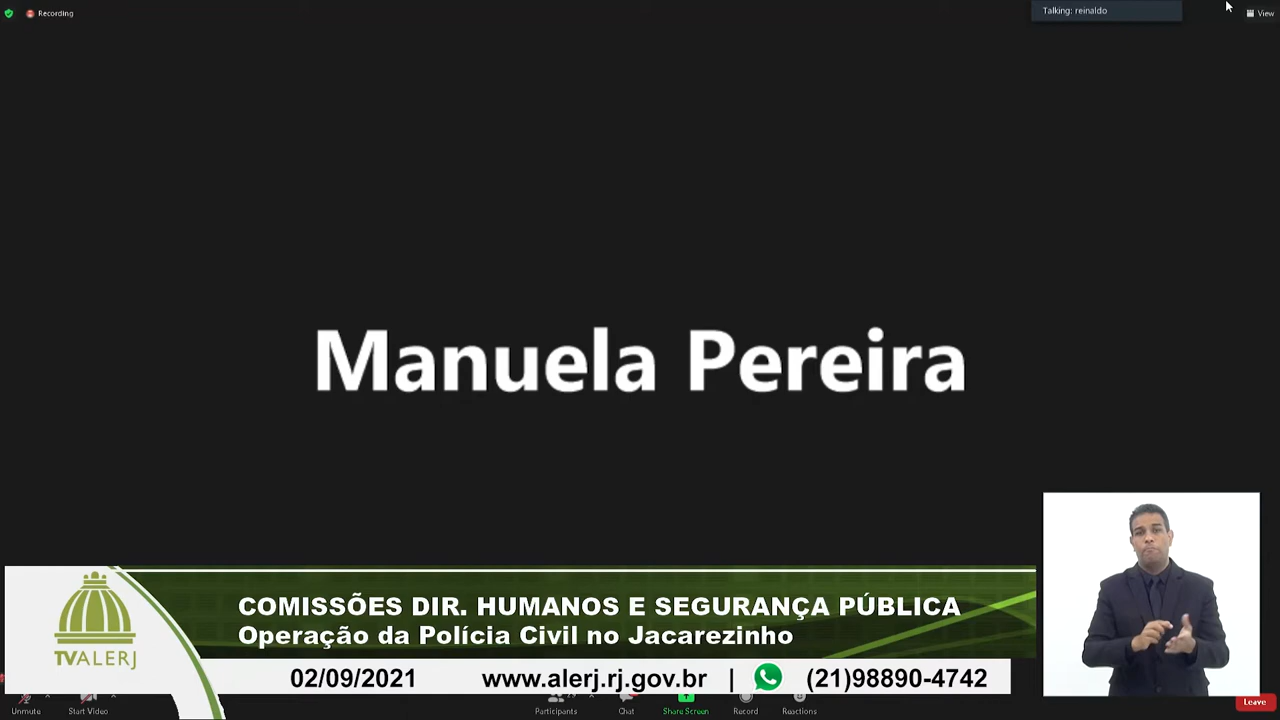 Recording
Talking: reinaldo
View
Manuela Pereira
COMISSÕES DIR. HUMANOS E SEGURANÇA PÚBLICA
Operação da Polícia Civil no Jacarezinho
TVALERJ
02/09/2021 www.alerj.rj.gov.br | (21)98890-4742
Unmute Start Video Participants Chat Share Screen Record Reactions Leave